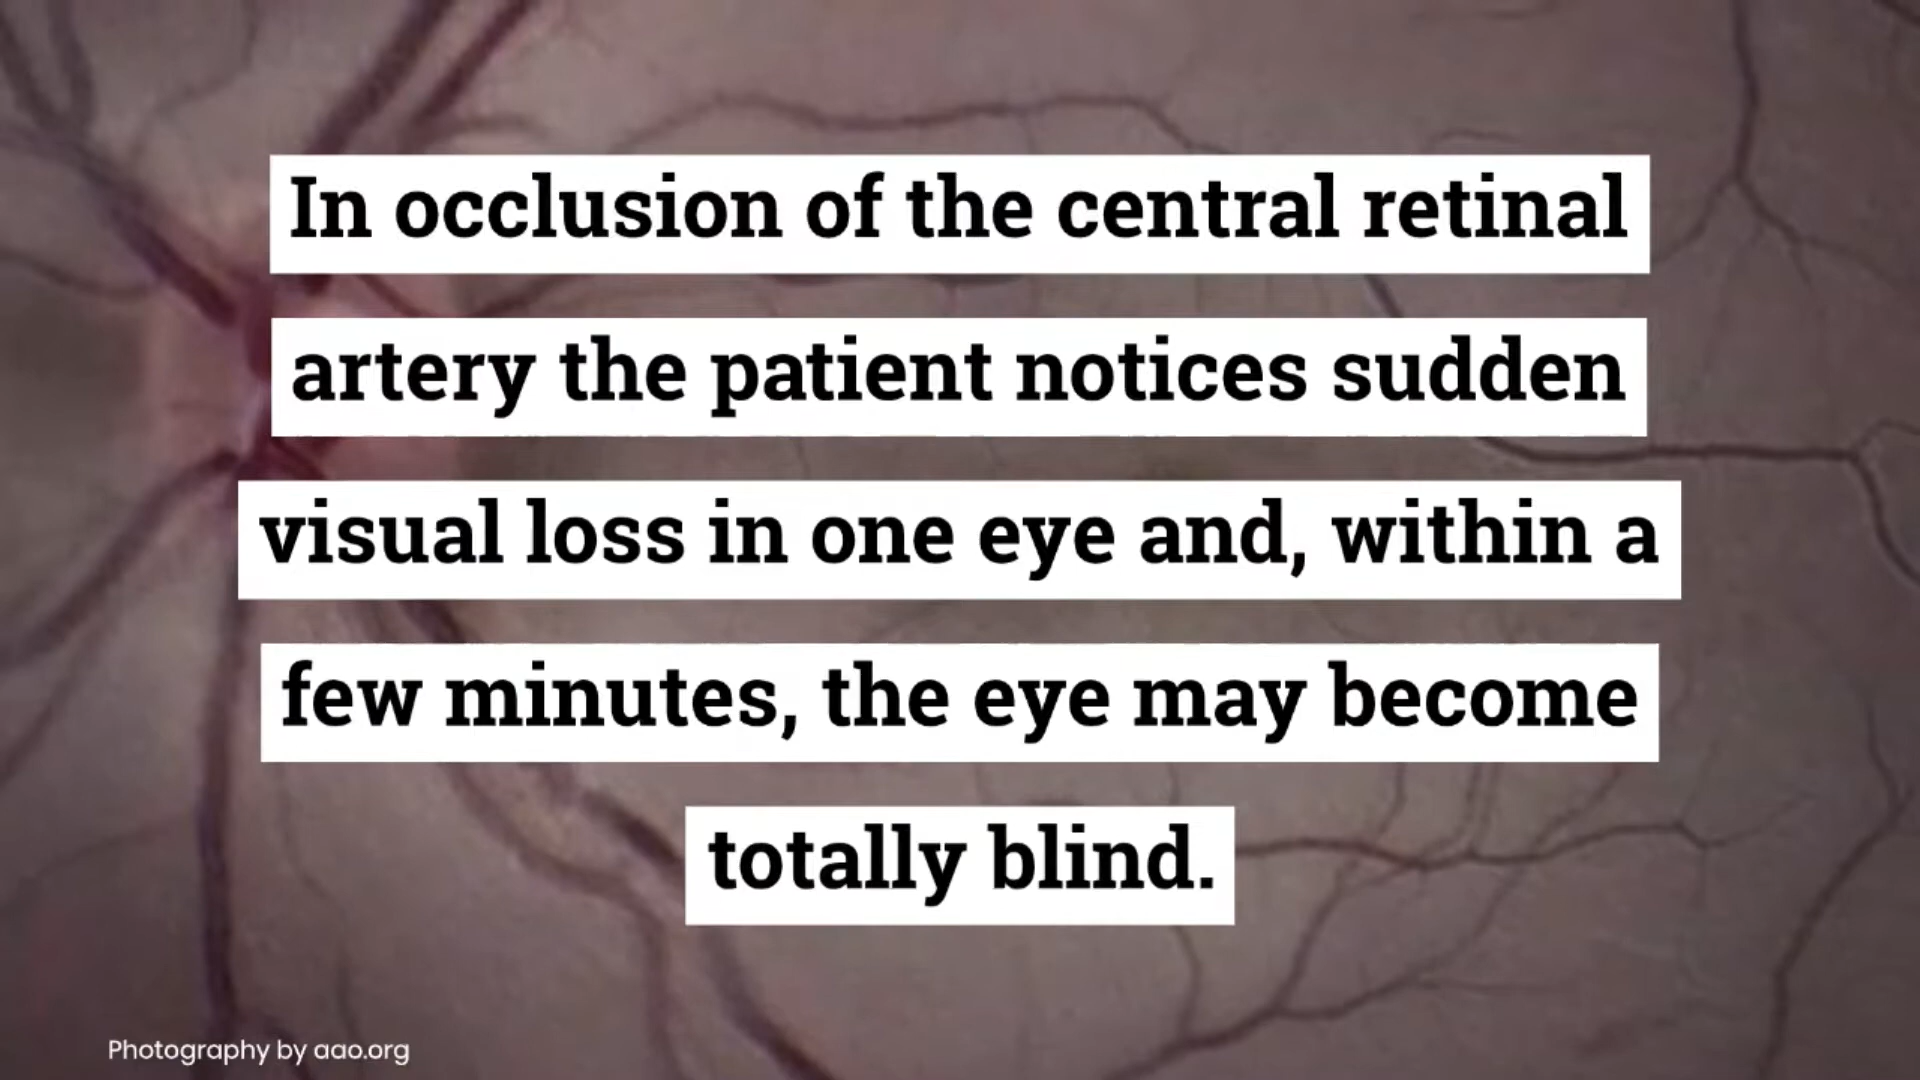 In occlusion of the central retinal
artery the patient notices sudden
visual loss in one eye and, within a
few minutes, the eye may become
totally blind.
Photography by aao.org